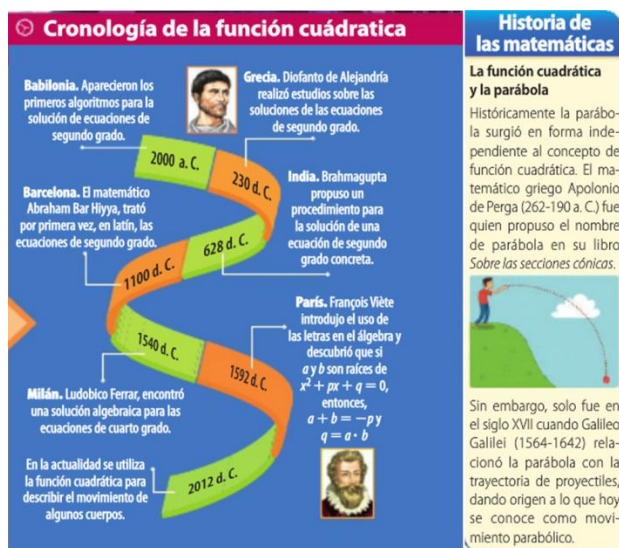 Cronología de la función cuádratica
Babilonia. Aparecieron los
primeros algoritmos para la
solución de ecuaciones de
segundo grado.
2000 a. C.
Grecia. Diofanto de Alejandría
realizó estudios sobre las
soluciones de las ecuaciones
de segundo grado.
230 d. C.
India. Brahmagupta
propuso un
procedimiento para
la solución de una
ecuación de segundo
grado concreta.
628 d. C.
Barcelona. El matemático
Abraham Bar Hiyya, trató
por primera vez, en latín, las
ecuaciones de segundo grado.
1100 d. C.
1540 d. C.
Milán. Ludobico Ferrar, encontró
una solución algebraica para las
ecuaciones de cuarto grado.
París. François Viète
introdujo el uso de
las letras en el álgebra y
descubrió que si
a y b son raíces de
x² + px + q = 0,
entonces,
a + b = −p y
q = a · b
1592 d. C.
En la actualidad se utiliza
la función cuadrática para
describir el movimiento de
algunos cuerpos.
2012 d. C.
Historia de
las matemáticas
La función cuadrática
y la parábola
Históricamente la parábo-
la surgió en forma inde-
pendiente al concepto de
función cuadrática. El ma-
temático griego Apolonio
de Perga (262-190 a. C.) fue
quien propuso el nombre
de parábola en su libro
Sobre las secciones cónicas.
Sin embargo, solo fue en
el siglo XVII cuando Galileo
Galilei (1564-1642) rela-
cionó la parábola con la
trayectoria de proyectiles,
dando origen a lo que hoy
se conoce como movi-
miento parabólico.